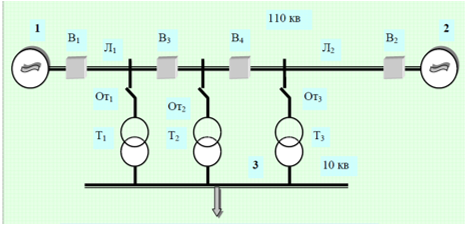 110 кв
1 В₁ Л₁ В₃ В₄ Л₂ В₂ 2
От₁ От₂ От₃
Т₁ Т₂ Т₃
3 10 кв